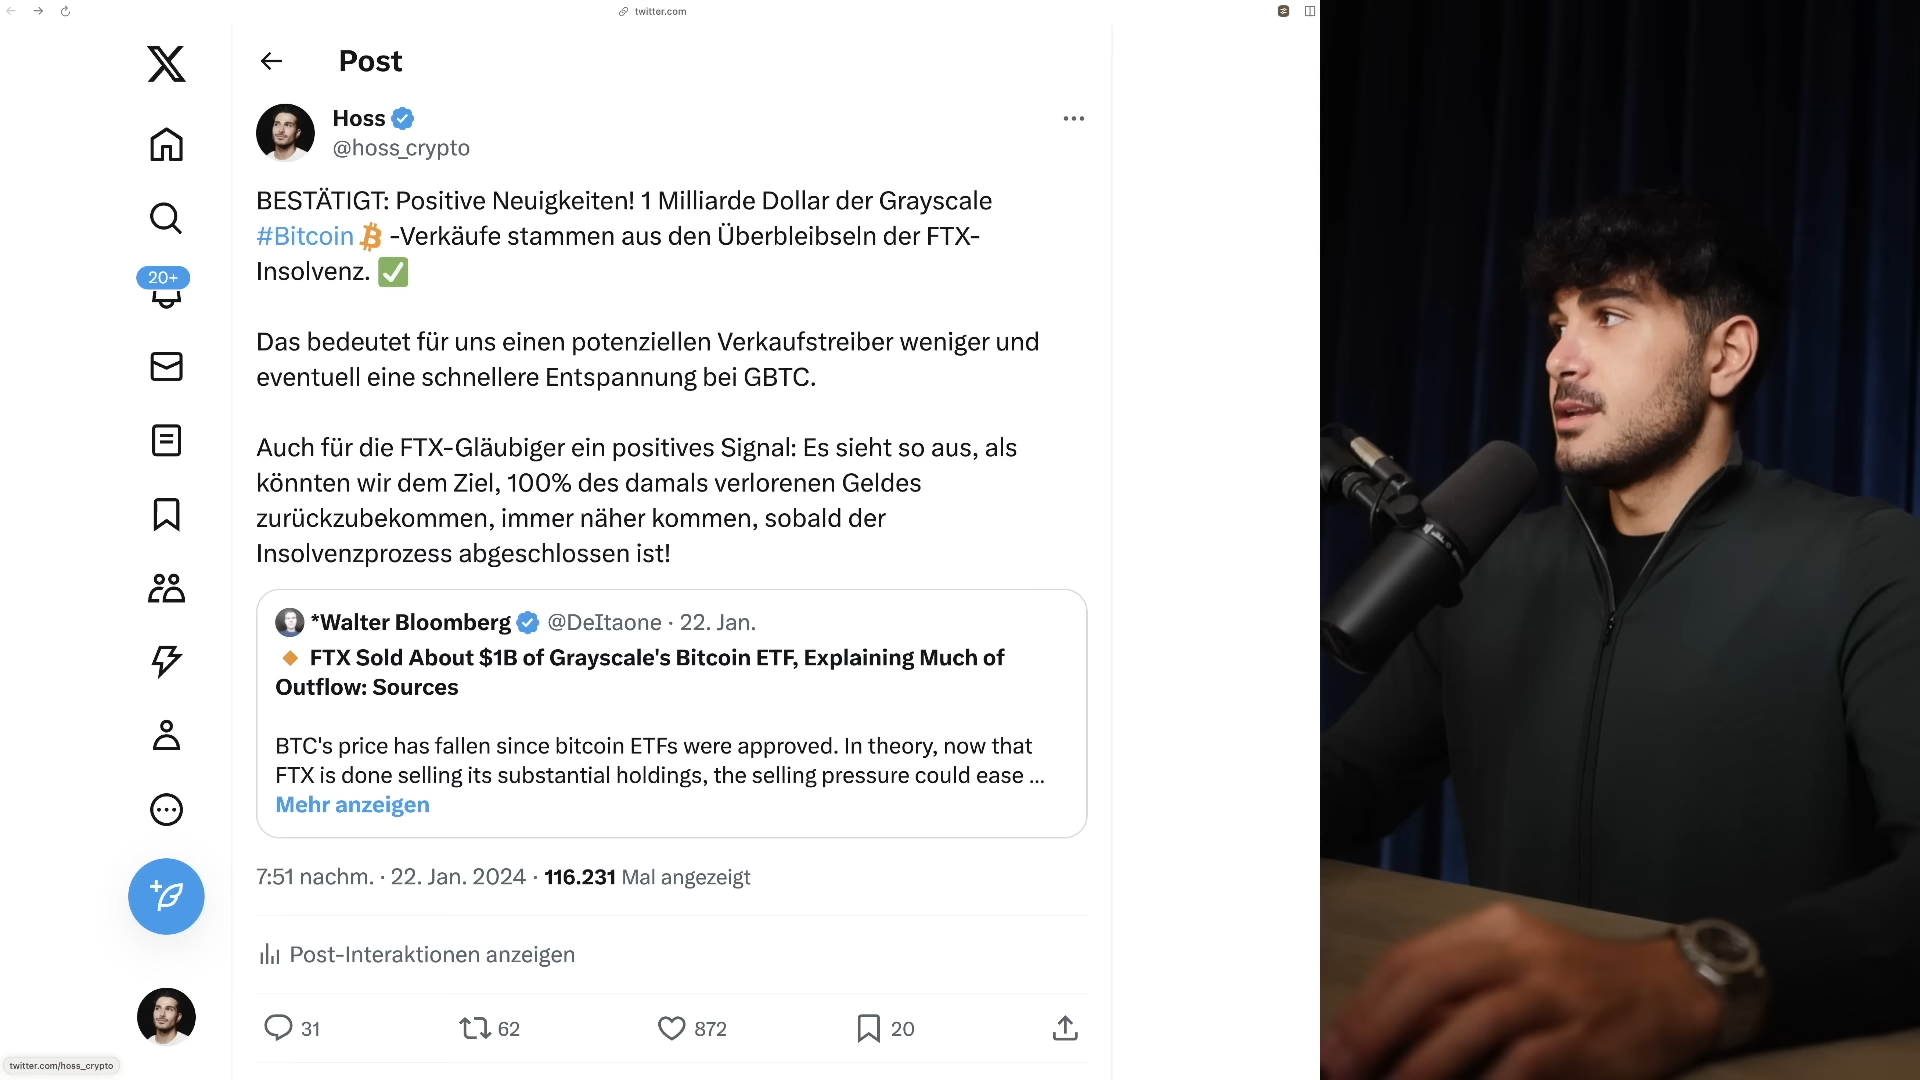 twitter.com
Post
Hoss
@hoss_crypto
BESTÄTIGT: Positive Neuigkeiten! 1 Milliarde Dollar der Grayscale
#Bitcoin -Verkäufe stammen aus den Überbleibseln der FTX-
Insolvenz. ✅
Das bedeutet für uns einen potenziellen Verkaufstreiber weniger und
eventuell eine schnellere Entspannung bei GBTC.
Auch für die FTX-Gläubiger ein positives Signal: Es sieht so aus, als
könnten wir dem Ziel, 100% des damals verlorenen Geldes
zurückzubekommen, immer näher kommen, sobald der
Insolvenzprozess abgeschlossen ist!
*Walter Bloomberg @DeItaone · 22. Jan.
🔸 FTX Sold About $1B of Grayscale's Bitcoin ETF, Explaining Much of
Outflow: Sources
BTC's price has fallen since bitcoin ETFs were approved. In theory, now that
FTX is done selling its substantial holdings, the selling pressure could ease ...
Mehr anzeigen
7:51 nachm. · 22. Jan. 2024 · 116.231 Mal angezeigt
Post-Interaktionen anzeigen
31 62 872 20
20+
twitter.com/hoss_crypto